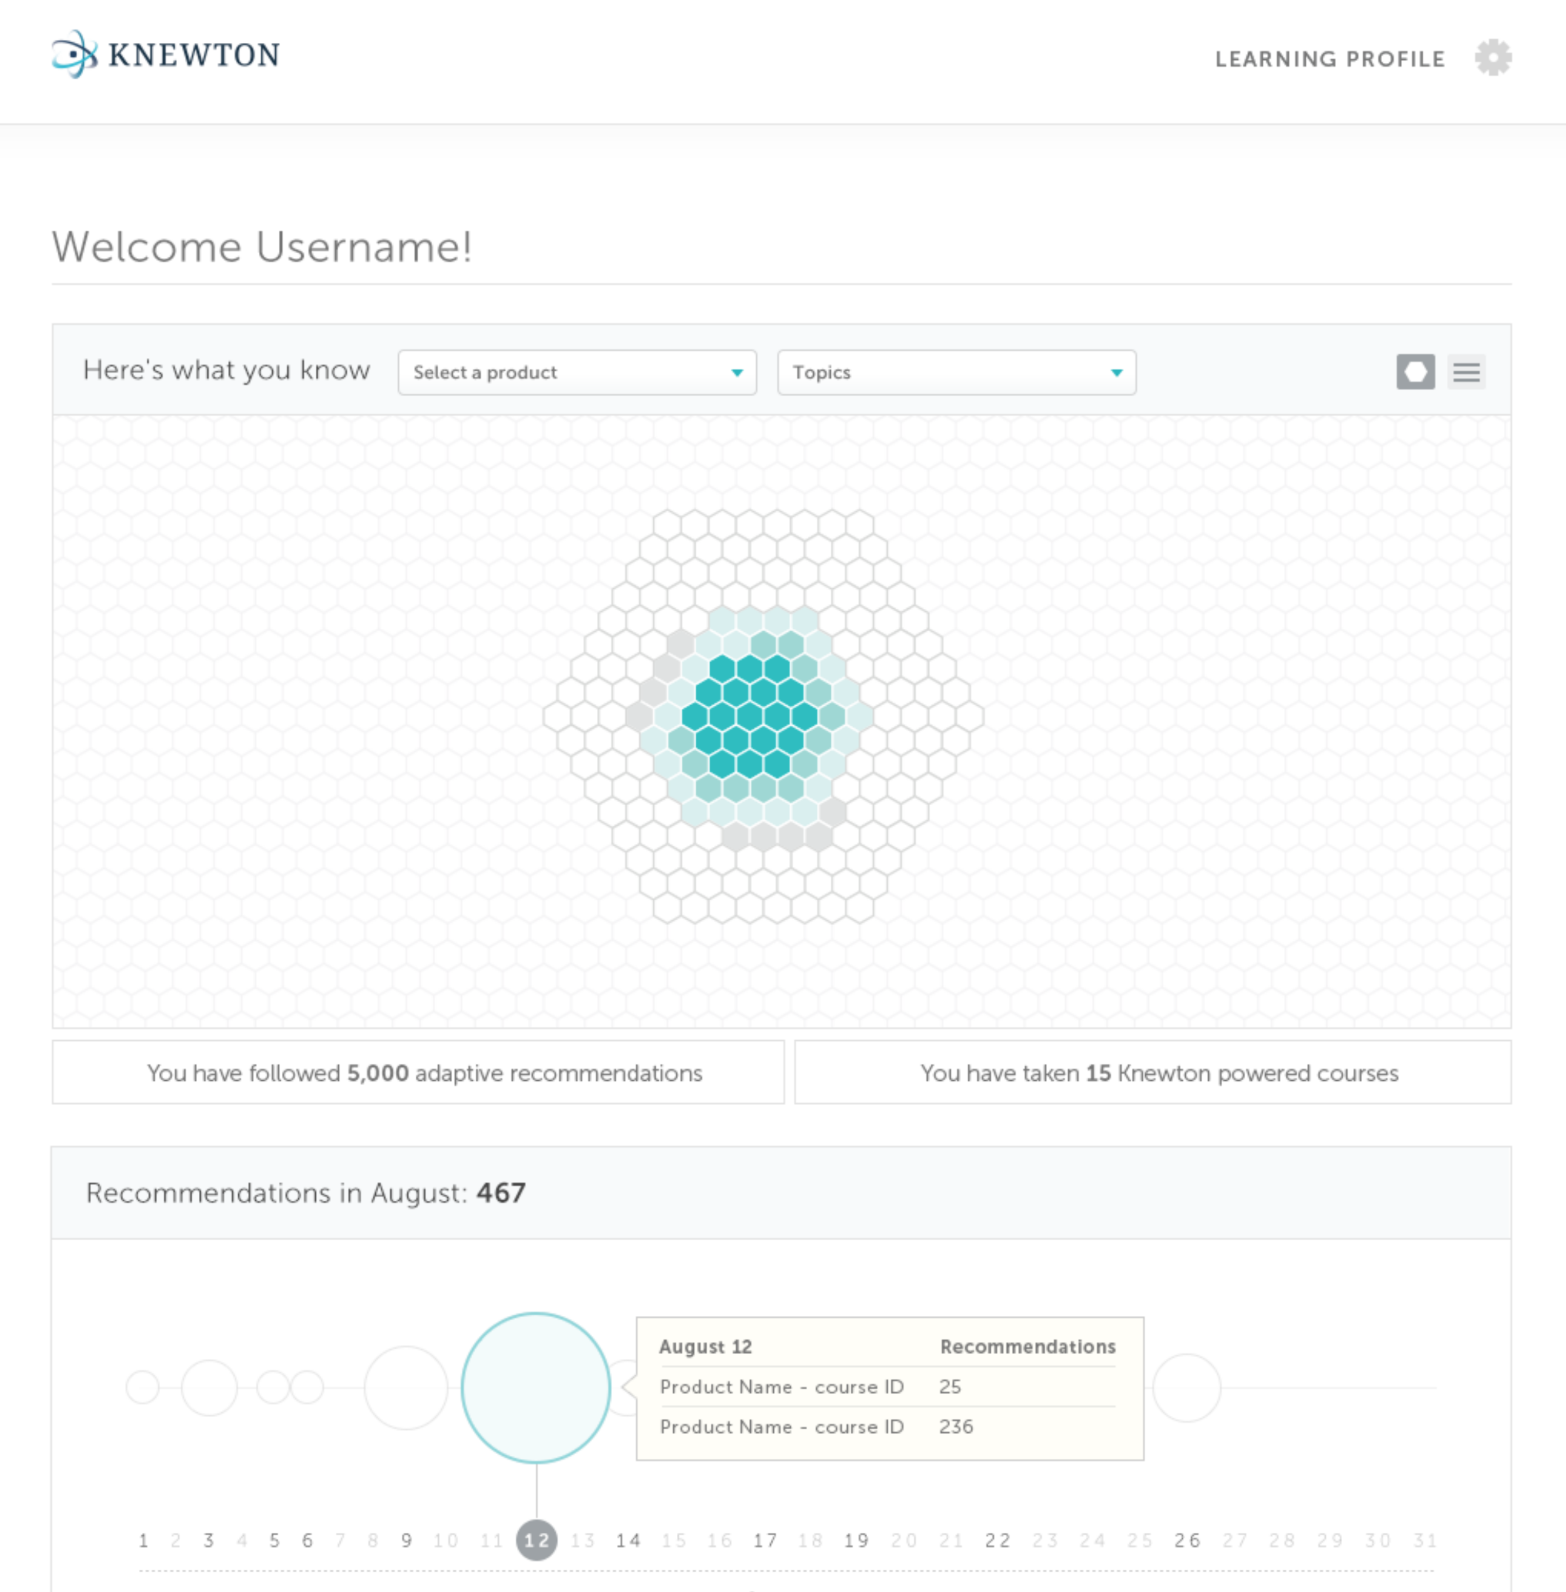 KNEWTON
LEARNING PROFILE
Welcome Username!
Here's what you know
Select a product
Topics
You have followed 5,000 adaptive recommendations
You have taken 15 Knewton powered courses
Recommendations in August: 467
August 12 Recommendations
Product Name - course ID 25
Product Name - course ID 236
1 2 3 4 5 6 7 8 9 10 11 12 13 14 15 16 17 18 19 20 21 22 23 24 25 26 27 28 29 30 31